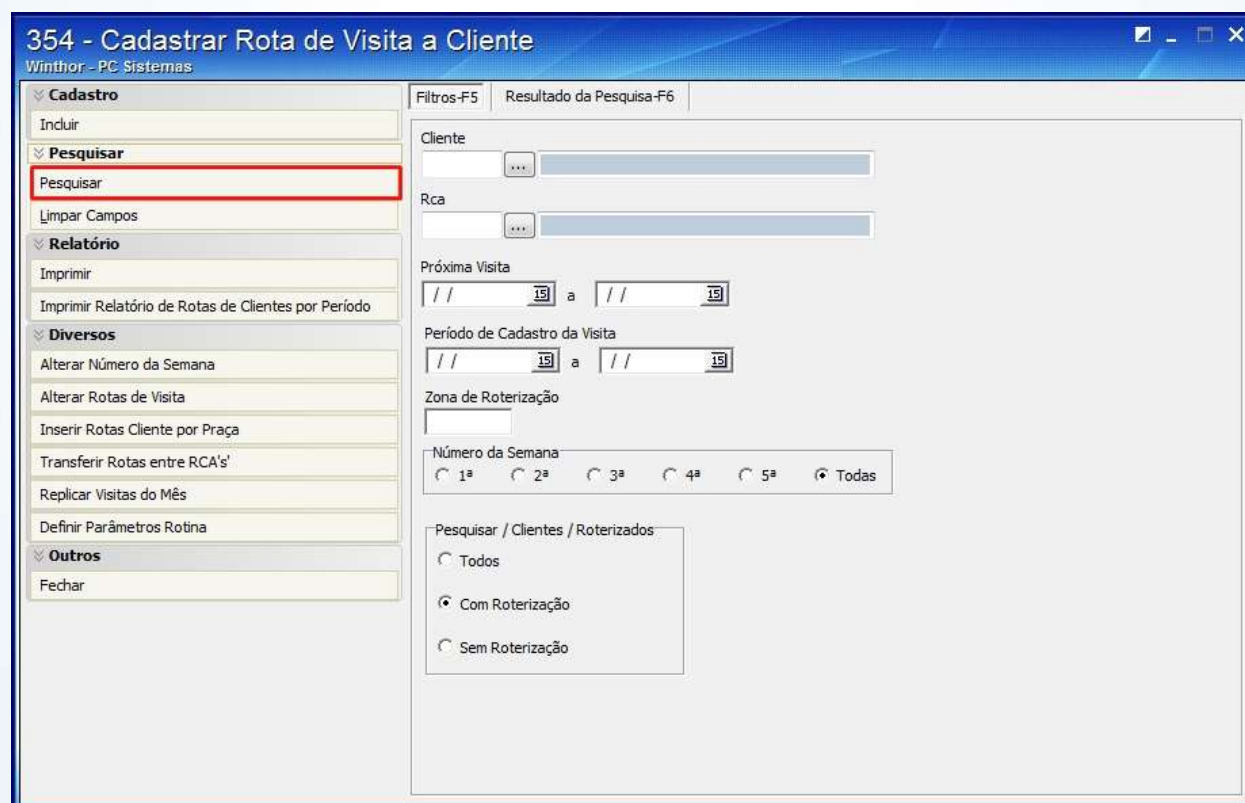 354 - Cadastrar Rota de Visita a Cliente
Winthor - PC Sistemas
Cadastro
Incluir
Pesquisar
Pesquisar
Limpar Campos
Relatório
Imprimir
Imprimir Relatório de Rotas de Clientes por Período
Diversos
Alterar Número da Semana
Alterar Rotas de Visita
Inserir Rotas Cliente por Praça
Transferir Rotas entre RCA's'
Replicar Visitas do Mês
Definir Parâmetros Rotina
Outros
Fechar
Filtros-F5 Resultado da Pesquisa-F6
Cliente
...
Rca
...
Próxima Visita
/ / 15 a / / 15
Período de Cadastro da Visita
/ / 15 a / / 15
Zona de Roterização
Número da Semana
1ª 2ª 3ª 4ª 5ª Todas
Pesquisar / Clientes / Roterizados
Todos
Com Roterização
Sem Roterização